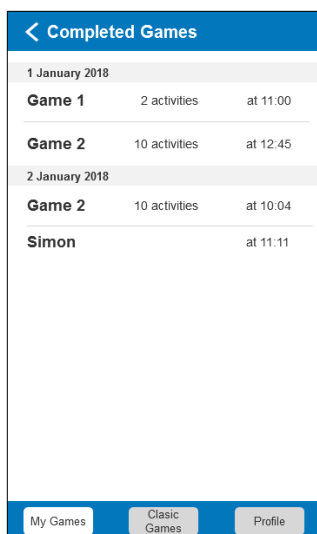 Completed Games
1 January 2018
Game 1 2 activities at 11:00
Game 2 10 activities at 12:45
2 January 2018
Game 2 10 activities at 10:04
Simon at 11:11
My Games
Clasic
Games
Profile